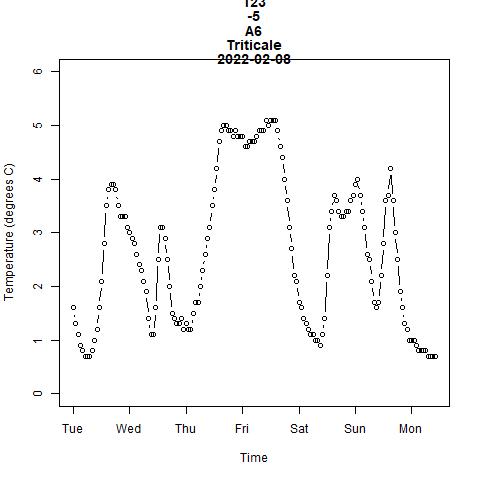 123
-5
A6
Triticale
2022-02-08
6
5
4
3
2
1
0
Temperature (degrees C)
Tue Wed Thu Fri Sat Sun Mon
Time